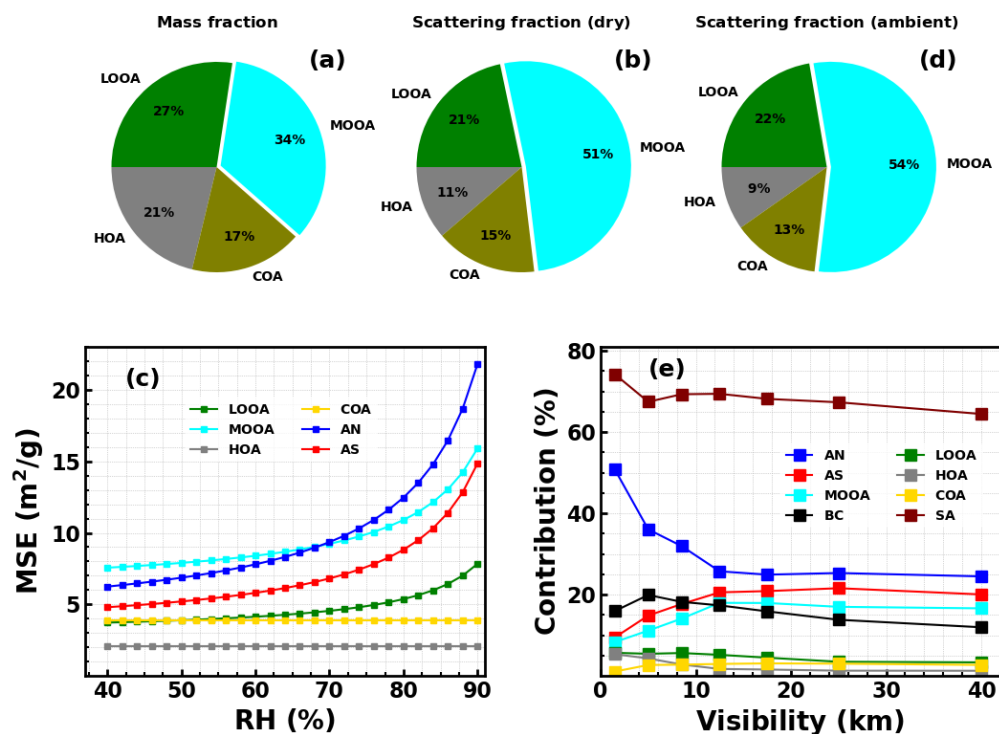 Mass fraction
(a)
LOOA
27%
MOOA
34%
HOA
21%
COA
17%
Scattering fraction (dry)
(b)
LOOA
21%
MOOA
51%
HOA
11%
COA
15%
Scattering fraction (ambient)
(d)
LOOA
22%
MOOA
54%
HOA
9%
COA
13%
(c)
MSE (m²/g)
20
15
10
5
LOOA
MOOA
HOA
COA
AN
AS
40 50 60 70 80 90
RH (%)
(e)
Contribution (%)
80
60
40
20
0
AN
AS
MOOA
BC
LOOA
HOA
COA
SA
0 10 20 30 40
Visibility (km)